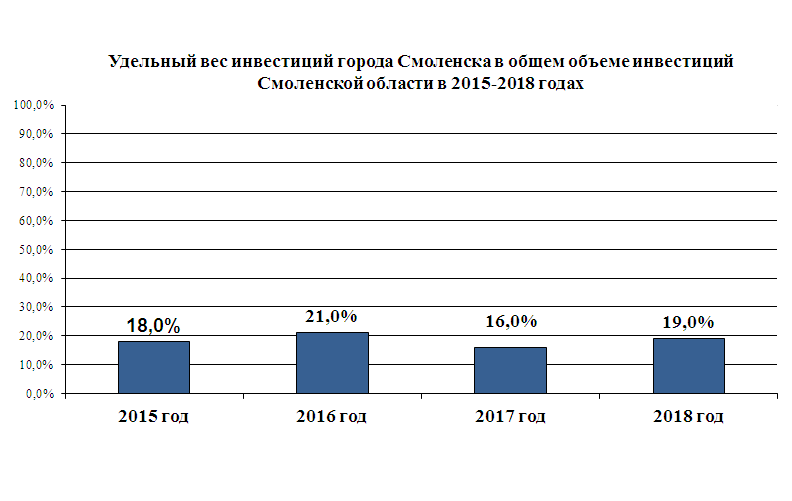 Удельный вес инвестиций города Смоленска в общем объеме инвестиций
Смоленской области в 2015-2018 годах
100,0%
90,0%
80,0%
70,0%
60,0%
50,0%
40,0%
30,0%
20,0%
10,0%
0,0%
18,0%
21,0%
16,0%
19,0%
2015 год
2016 год
2017 год
2018 год